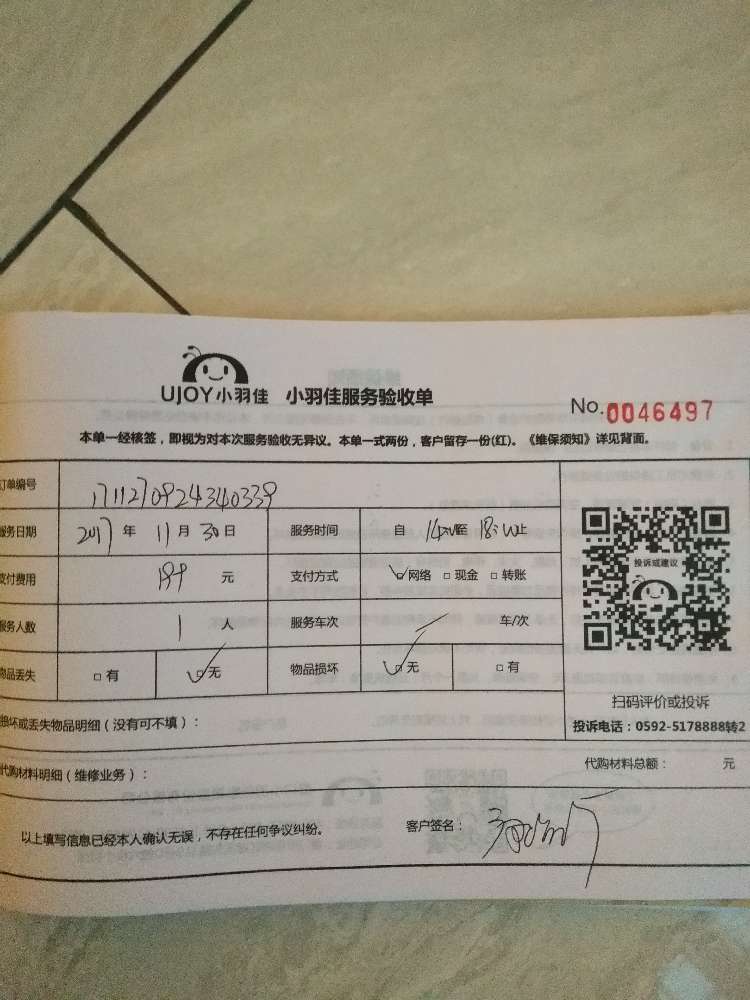 UJOY小羽佳 小羽佳服务验收单
No.0046497
本单一经核签，即视为对本次服务验收无异议。本单一式两份，客户留存一份(红)。《维保须知》详见背面。
订单编号 1711270924340339
服务日期 2017 年 11 月 30 日 服务时间 自 14:00 至 18:00 止
支付费用 199 元 支付方式 ☑网络 □现金 □转账
服务人数 1 人 服务车次 / 车/次
物品丢失 □有 ☑无 物品损坏 ☑无 □有
投诉或建议
扫码评价或投诉
投诉电话：0592-5178888转2
损坏或丢失物品明细（没有可不填）：
代购材料明细（维修业务）： 代购材料总额： 元
以上填写信息已经本人确认无误，不存在任何争议纠纷。 客户签名：